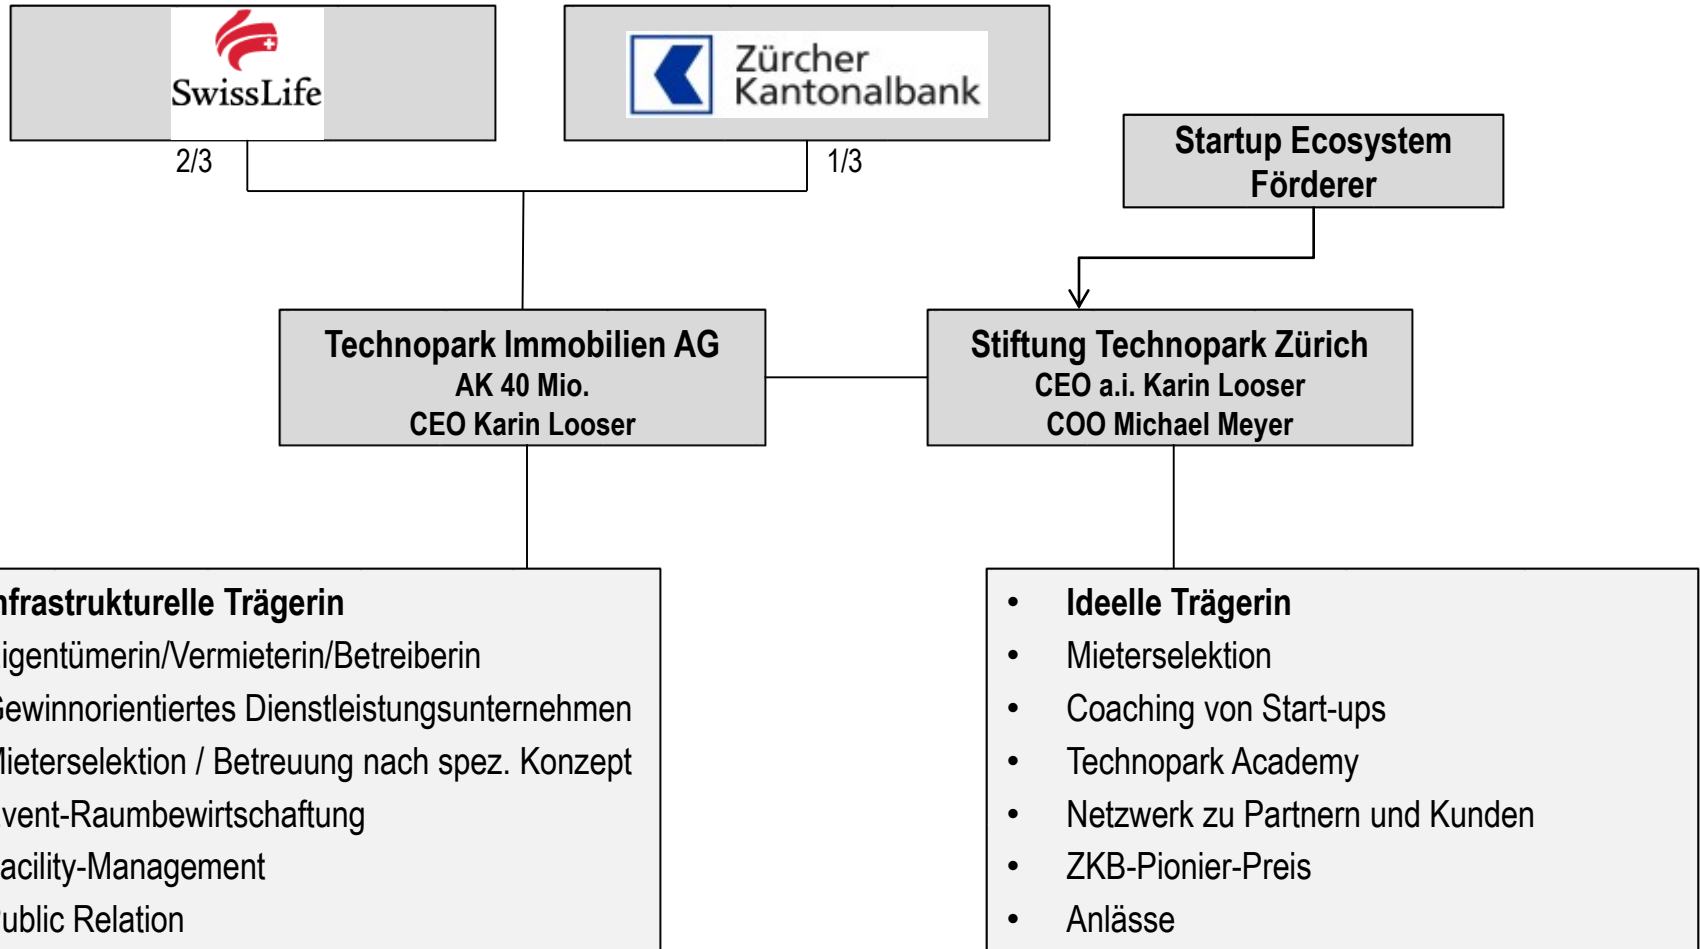 SwissLife
Zürcher
Kantonalbank
2/3
1/3
Startup Ecosystem
Förderer
Technopark Immobilien AG
AK 40 Mio.
CEO Karin Looser
Stiftung Technopark Zürich
CEO a.i. Karin Looser
COO Michael Meyer
nfrastrukturelle Trägerin
igentümerin/Vermieterin/Betreiberin
Gewinnorientiertes Dienstleistungsunternehmen
Mieterselektion / Betreuung nach spez. Konzept
vent-Raumbewirtschaftung
acility-Management
Public Relation
• Ideelle Trägerin
• Mieterselektion
• Coaching von Start-ups
• Technopark Academy
• Netzwerk zu Partnern und Kunden
• ZKB-Pionier-Preis
• Anlässe